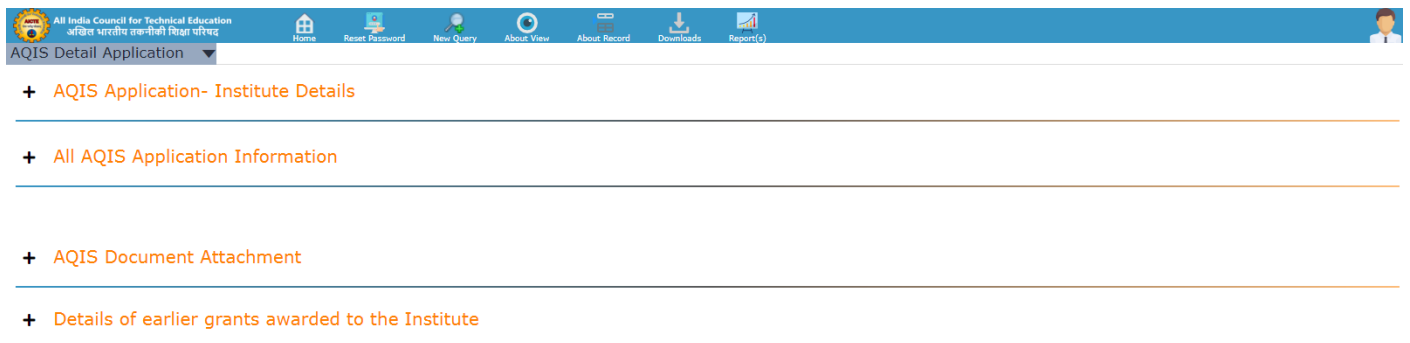 All India Council for Technical Education
अखिल भारतीय तकनीकी शिक्षा परिषद
Home Reset Password New Query About View About Record Downloads Report(s)
AQIS Detail Application
+ AQIS Application- Institute Details
+ All AQIS Application Information
+ AQIS Document Attachment
+ Details of earlier grants awarded to the Institute